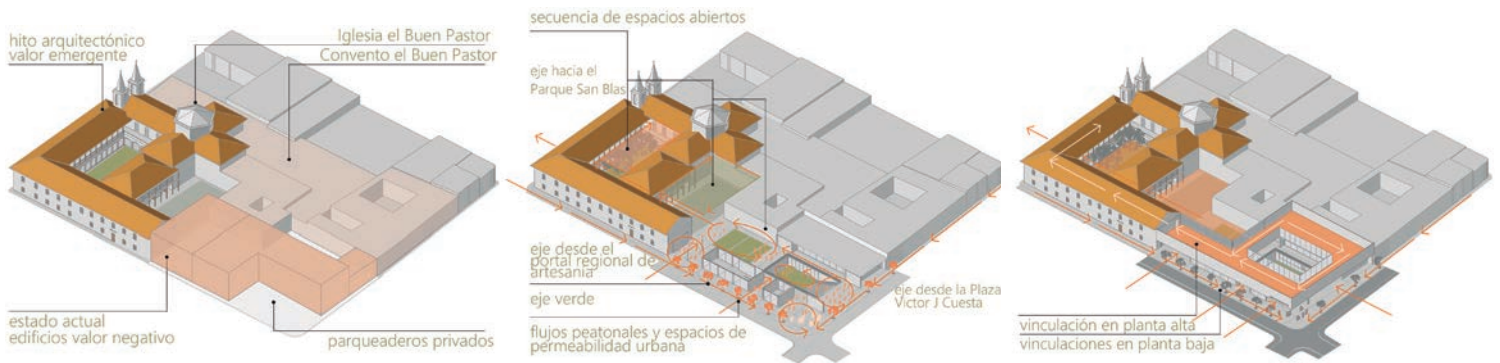 hito arquitectónico
valor emergente
Iglesia el Buen Pastor
Convento el Buen Pastor
estado actual
edificios valor negativo
parqueaderos privados
secuencia de espacios abiertos
eje hacia el
Parque San Blas
eje desde el
portal regional de
artesanía
eje verde
flujos peatonales y espacios de
permeabilidad urbana
eje desde la Plaza
Victor J Cuesta
vinculación en planta altá
vinculaciones en planta baja